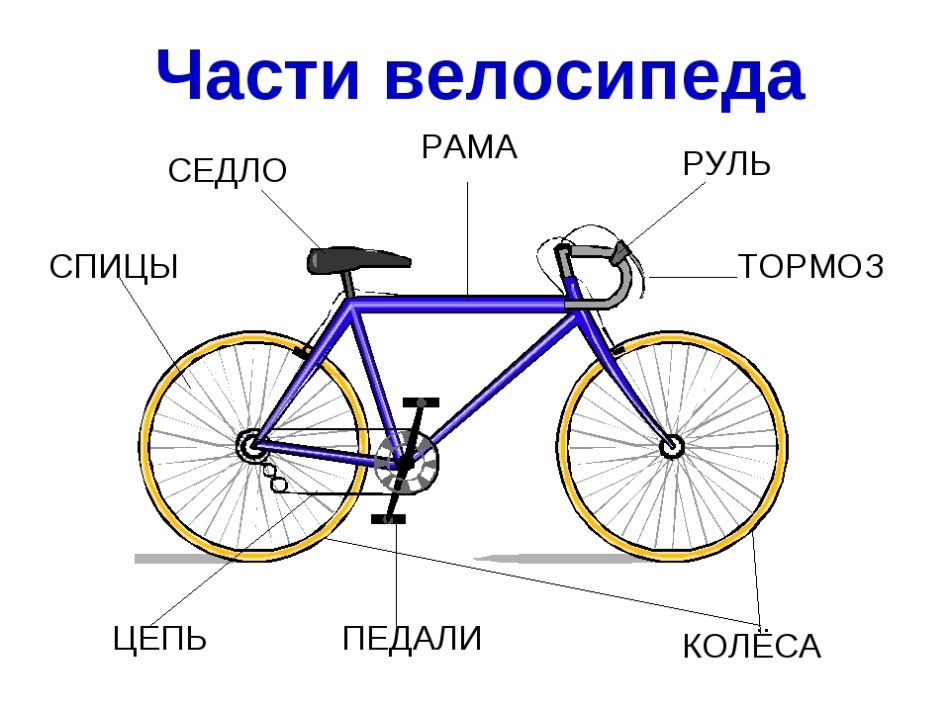 Части велосипеда
РАМА
СЕДЛО
РУЛЬ
СПИЦЫ
ТОРМОЗ
ЦЕПЬ
ПЕДАЛИ
КОЛЁСА